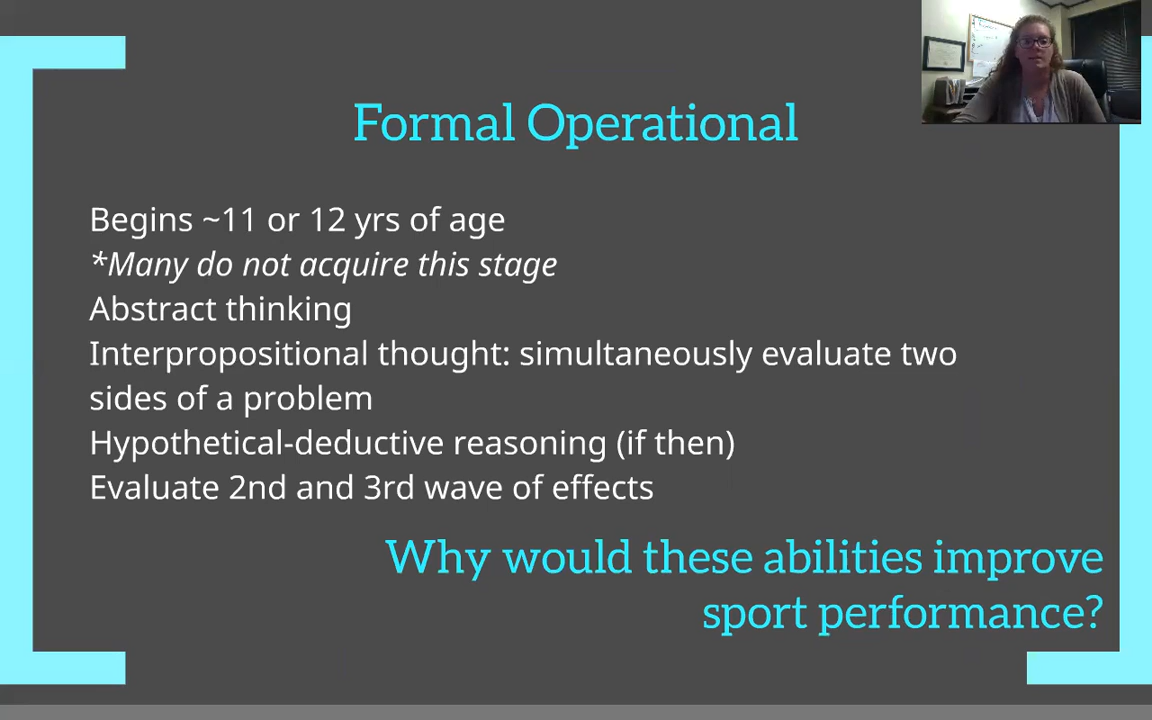 Formal Operational
Begins ~11 or 12 yrs of age
*Many do not acquire this stage
Abstract thinking
Interpropositional thought: simultaneously evaluate two
sides of a problem
Hypothetical-deductive reasoning (if then)
Evaluate 2nd and 3rd wave of effects
Why would these abilities improve
sport performance?